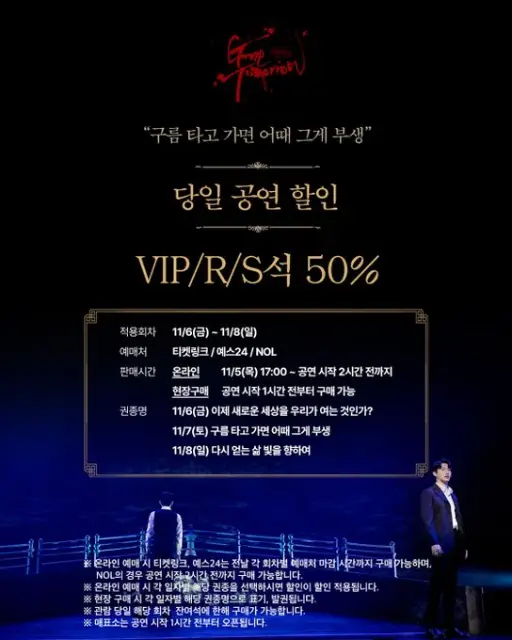 "구름 타고 가면 어때 그게 부생"
당일 공연 할인
VIP/R/S석 50%
적용회차 11/6(금) ~ 11/8(일)
예매처 티켓링크 / 예스24 / NOL
판매시간 온라인 11/5(목) 17:00 ~ 공연 시작 2시간 전까지
현장구매 공연 시작 1시간 전부터 구매 가능
권종명 11/6(금) 이제 새로운 세상을 우리가 여는 것인가?
11/7(토) 구름 타고 가면 어때 그게 부생
11/8(일) 다시 얻는 삶 빛을 향하여
※ 온라인 예매 시 티켓링크, 예스24는 전날 각 회차별 예매처 마감 시간까지 구매 가능하며,
NOL의 경우 공연 시작 2시간 전까지 구매 가능합니다.
※ 온라인 예매 시 각 일자별 해당 권종을 선택하시면 할인이 할인 적용됩니다.
※ 현장 구매 시 각 일자별 해당 권종명으로 표기, 발권됩니다.
※ 관람 당일 해당 회차 잔여석에 한해 구매가 가능합니다.
※ 매표소는 공연 시작 1시간 전부터 오픈됩니다.